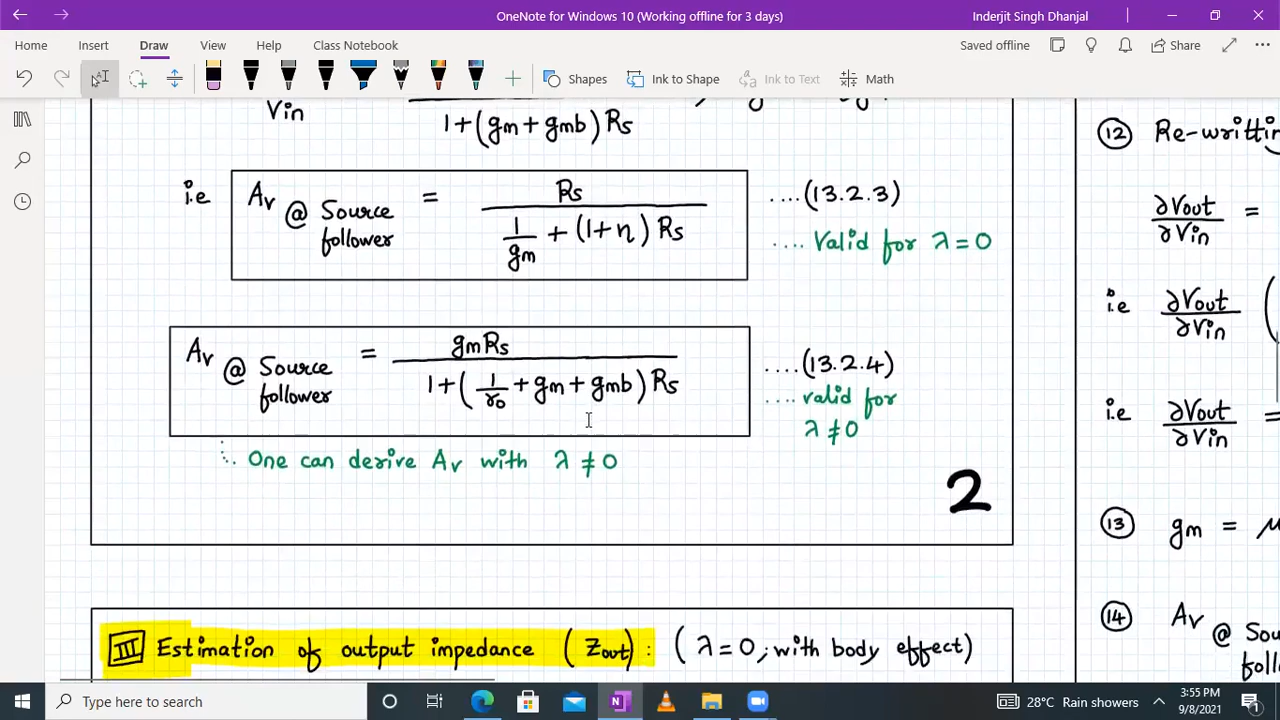 OneNote for Windows 10 (Working offline for 3 days)
Inderjit Singh Dhanjal
Home Insert Draw View Help Class Notebook
Saved offline
Share
Shapes
Ink to Shape
Ink to Text
Math
Vin
1+(gm+gmb)Rs
i.e Av @ Source follower = Rs / (1/gm + (1+η)Rs)
....(13.2.3)
.... Valid for λ=0
Av @ Source follower = gmRs / (1+(1/ro+gm+gmb)Rs)
....(13.2.4)
.... valid for
λ≠0
One can derive Av with λ≠0
2
III Estimation of output impedance (Zout): (λ=0; with body effect)
12 Re-writtin
∂Vout/∂Vin =
i.e ∂Vout/∂Vin (
i.e ∂Vout/∂Vin =
13 gm = μ
14 Av @ Sou
foll
Type here to search
28°C Rain showers
3:55 PM
9/8/2021
1